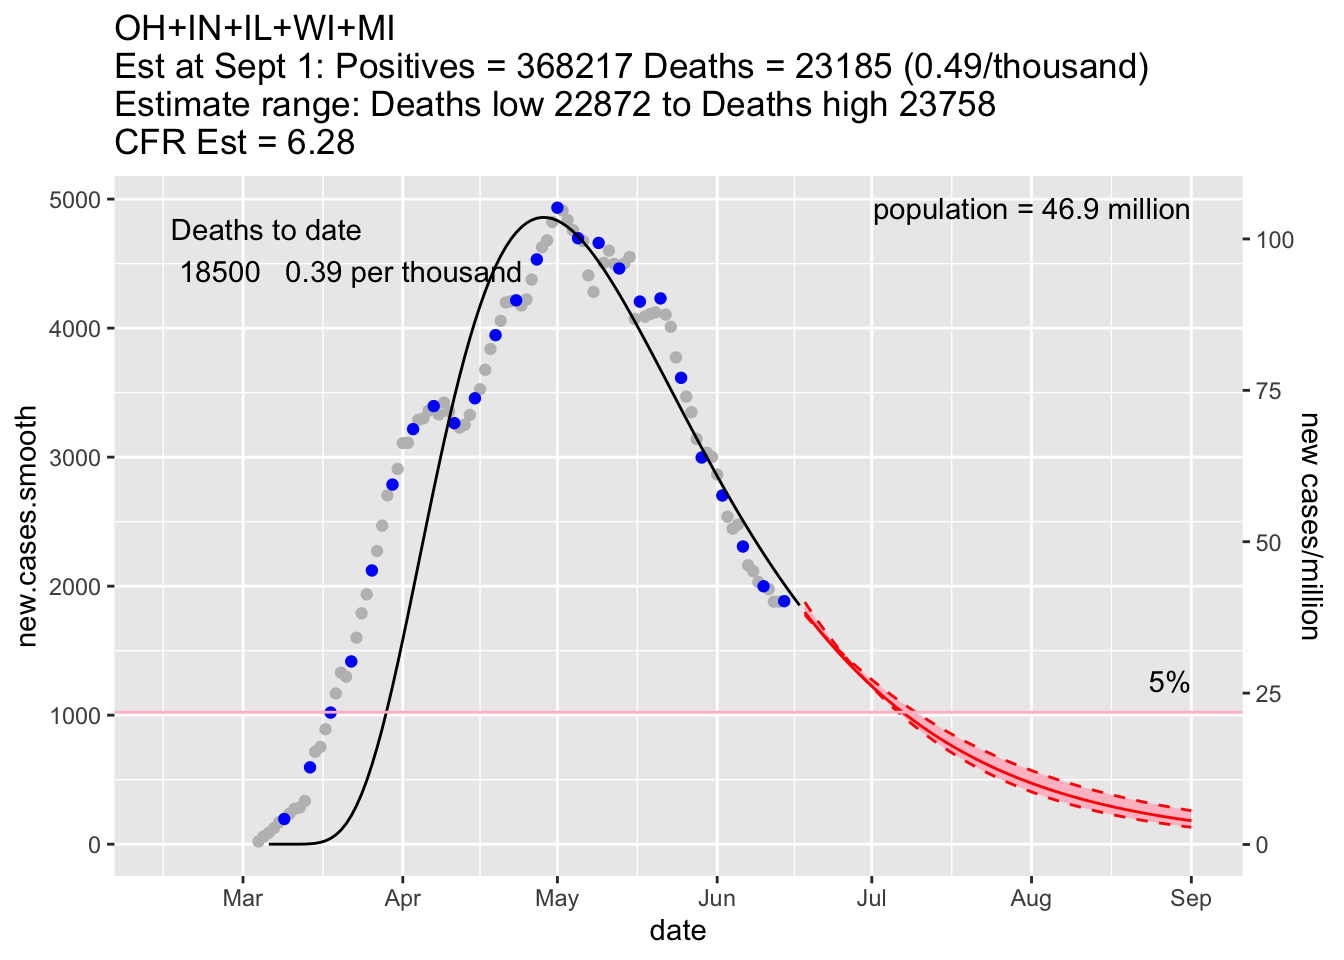 OH+IN+IL+WI+MI
Est at Sept 1: Positives = 368217 Deaths = 23185 (0.49/thousand)
Estimate range: Deaths low 22872 to Deaths high 23758
CFR Est = 6.28
5000
4000
3000
2000
1000
0
new.cases.smooth
Deaths to date
18500 0.39 per thousand
population = 46.9 million
5%
100
75
50
25
0
new cases/million
Mar Apr May Jun Jul Aug Sep
date